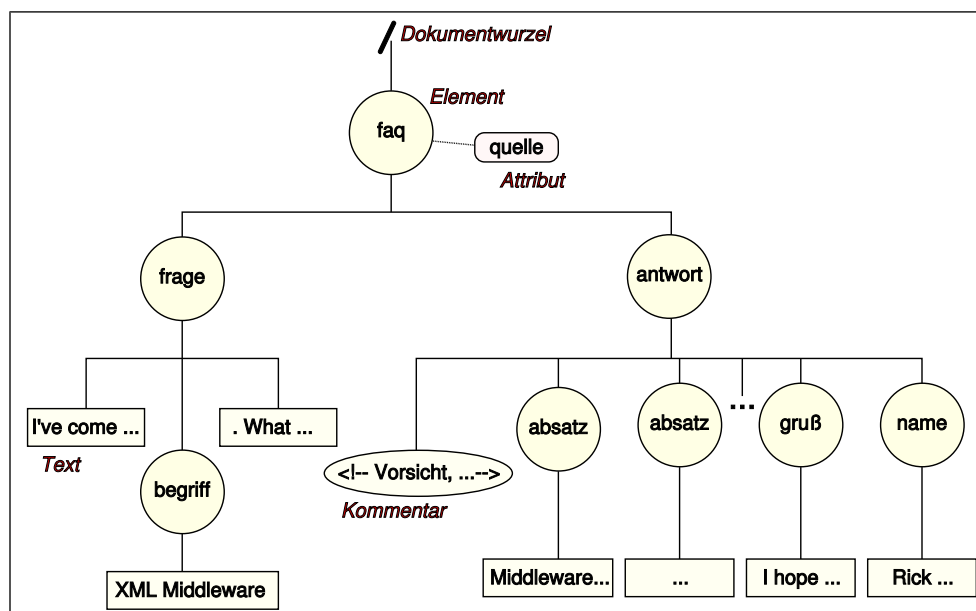 Dokumentwurzel
Element
faq
quelle
Attribut
frage
antwort
I've come ...
. What ...
Text
begriff
XML Middleware
<!-- Vorsicht, ...-->
Kommentar
absatz
absatz
...
gruß
name
Middleware...
...
I hope ...
Rick ...